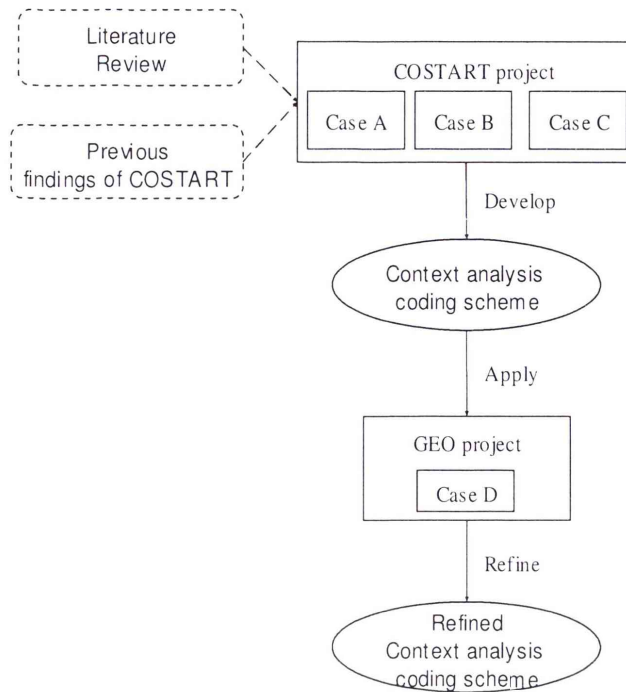 Literature
Review
COSTART project
Case A
Case B
Case C
Previous
findings of COSTART
Develop
Context analysis
coding scheme
Apply
GEO project
Case D
Refine
Refined
Context analysis
coding scheme